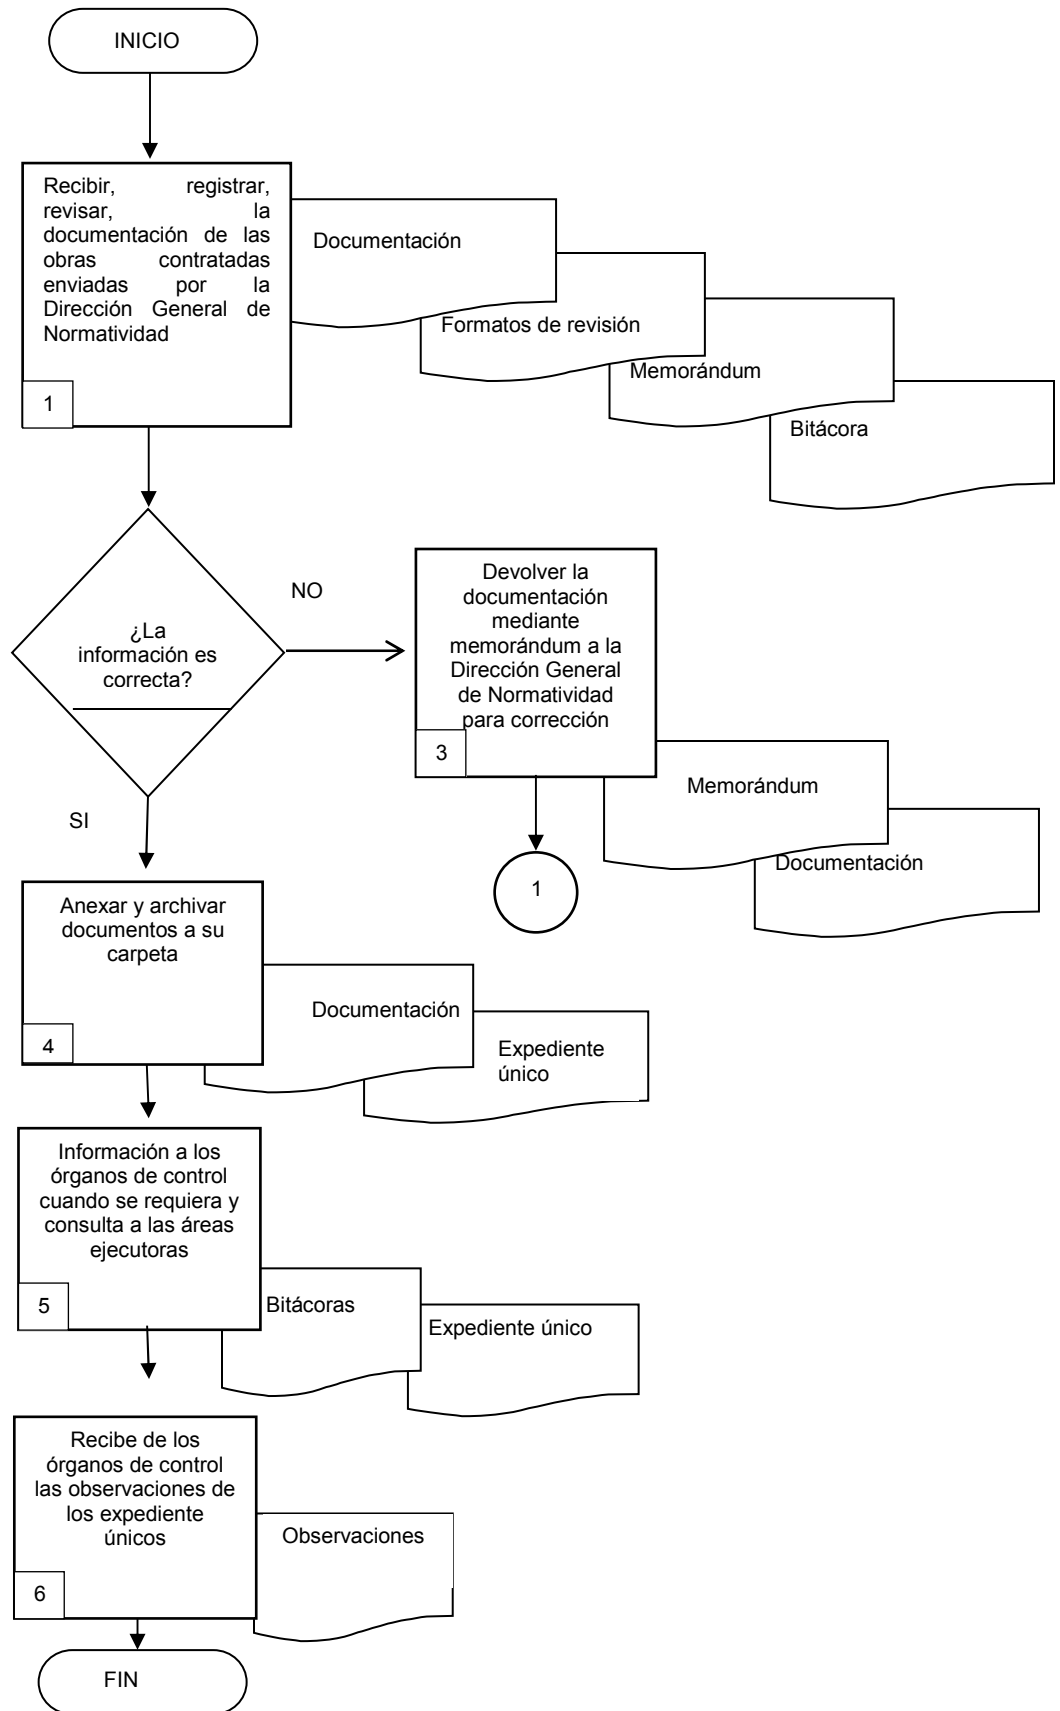 INICIO
Recibir, registrar,
revisar, la
documentación de las
obras contratadas
enviadas por la
Dirección General de
Normatividad
1
Documentación
Formatos de revisión
Memorándum
Bitácora
¿La
información es
correcta?
NO
Devolver la
documentación
mediante
memorándum a la
Dirección General
de Normatividad
para corrección
3
Memorándum
Documentación
1
SI
Anexar y archivar
documentos a su
carpeta
4
Documentación
Expediente
único
Información a los
órganos de control
cuando se requiera y
consulta a las áreas
ejecutoras
5
Bitácoras
Expediente único
Recibe de los
órganos de control
las observaciones de
los expediente
únicos
6
Observaciones
FIN